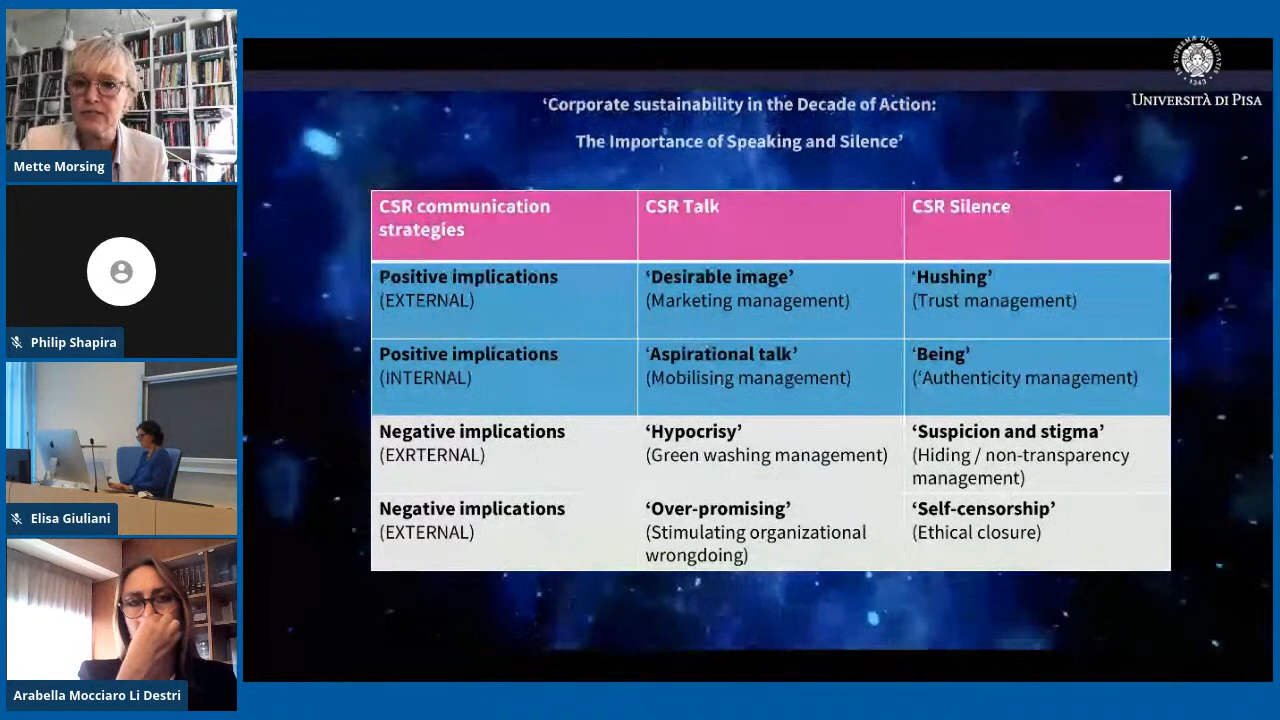 Mette Morsing
Philip Shapira
Elisa Giuliani
Arabella Mocciaro Li Destri
IN SUPREMÆ DIGNITATIS
1343
UNIVERSITÀ DI PISA
‘Corporate sustainability in the Decade of Action:
The Importance of Speaking and Silence’
CSR communication
strategies
CSR Talk
CSR Silence
Positive implications
(EXTERNAL)
‘Desirable image’
(Marketing management)
‘Hushing’
(Trust management)
Positive implications
(INTERNAL)
‘Aspirational talk’
(Mobilising management)
‘Being’
(‘Authenticity management)
Negative implications
(EXRTERNAL)
‘Hypocrisy’
(Green washing management)
‘Suspicion and stigma’
(Hiding / non-transparency
management)
Negative implications
(EXTERNAL)
‘Over-promising’
(Stimulating organizational
wrongdoing)
‘Self-censorship’
(Ethical closure)